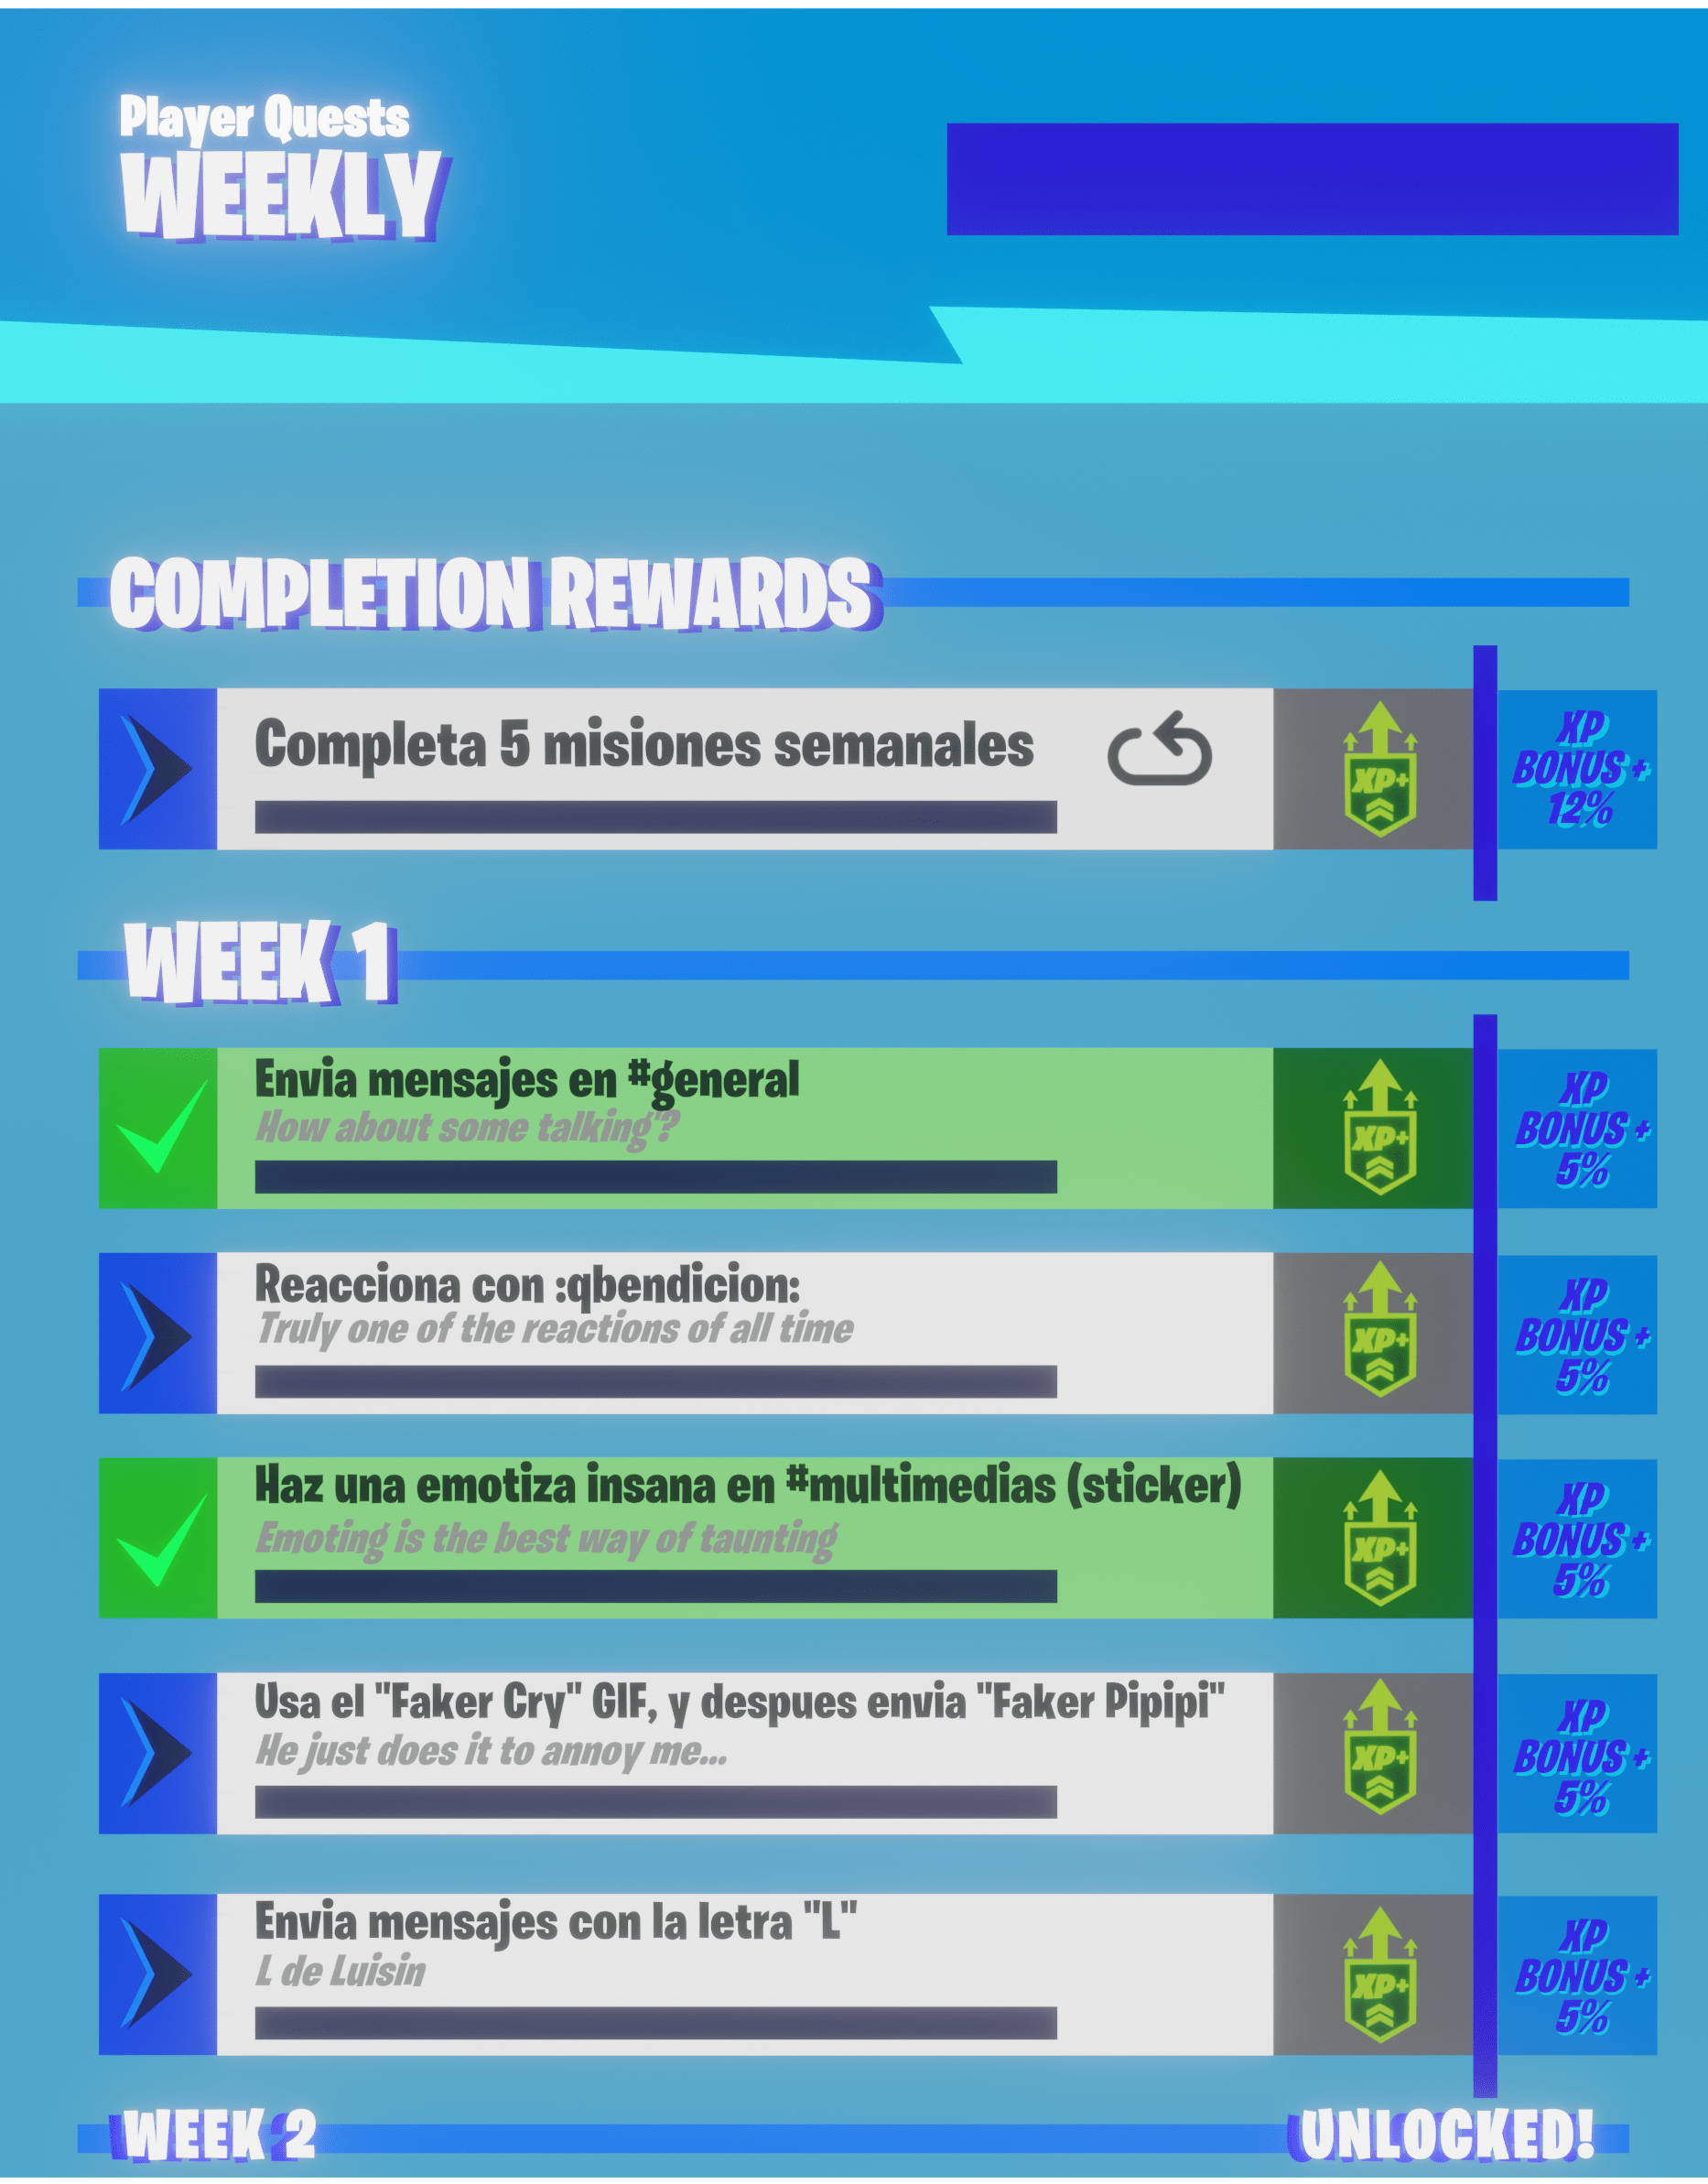 Player Quests
WEEKLY
COMPLETION REWARDS
Completa 5 misiones semanales
XP+
XP
BONUS +
12%
WEEK 1
Envia mensajes en #general
How about some talking?
XP+
XP
BONUS +
5%
Reacciona con :qbendicion:
Truly one of the reactions of all time
XP+
XP
BONUS +
5%
Haz una emotiza insana en #multimedias (sticker)
Emoting is the best way of taunting
XP+
XP
BONUS +
5%
Usa el "Faker Cry" GIF, y despues envia "Faker Pipipi"
He just does it to annoy me...
XP+
XP
BONUS +
5%
Envia mensajes con la letra "L"
L de Luisin
XP+
XP
BONUS +
5%
WEEK 2
UNLOCKED!